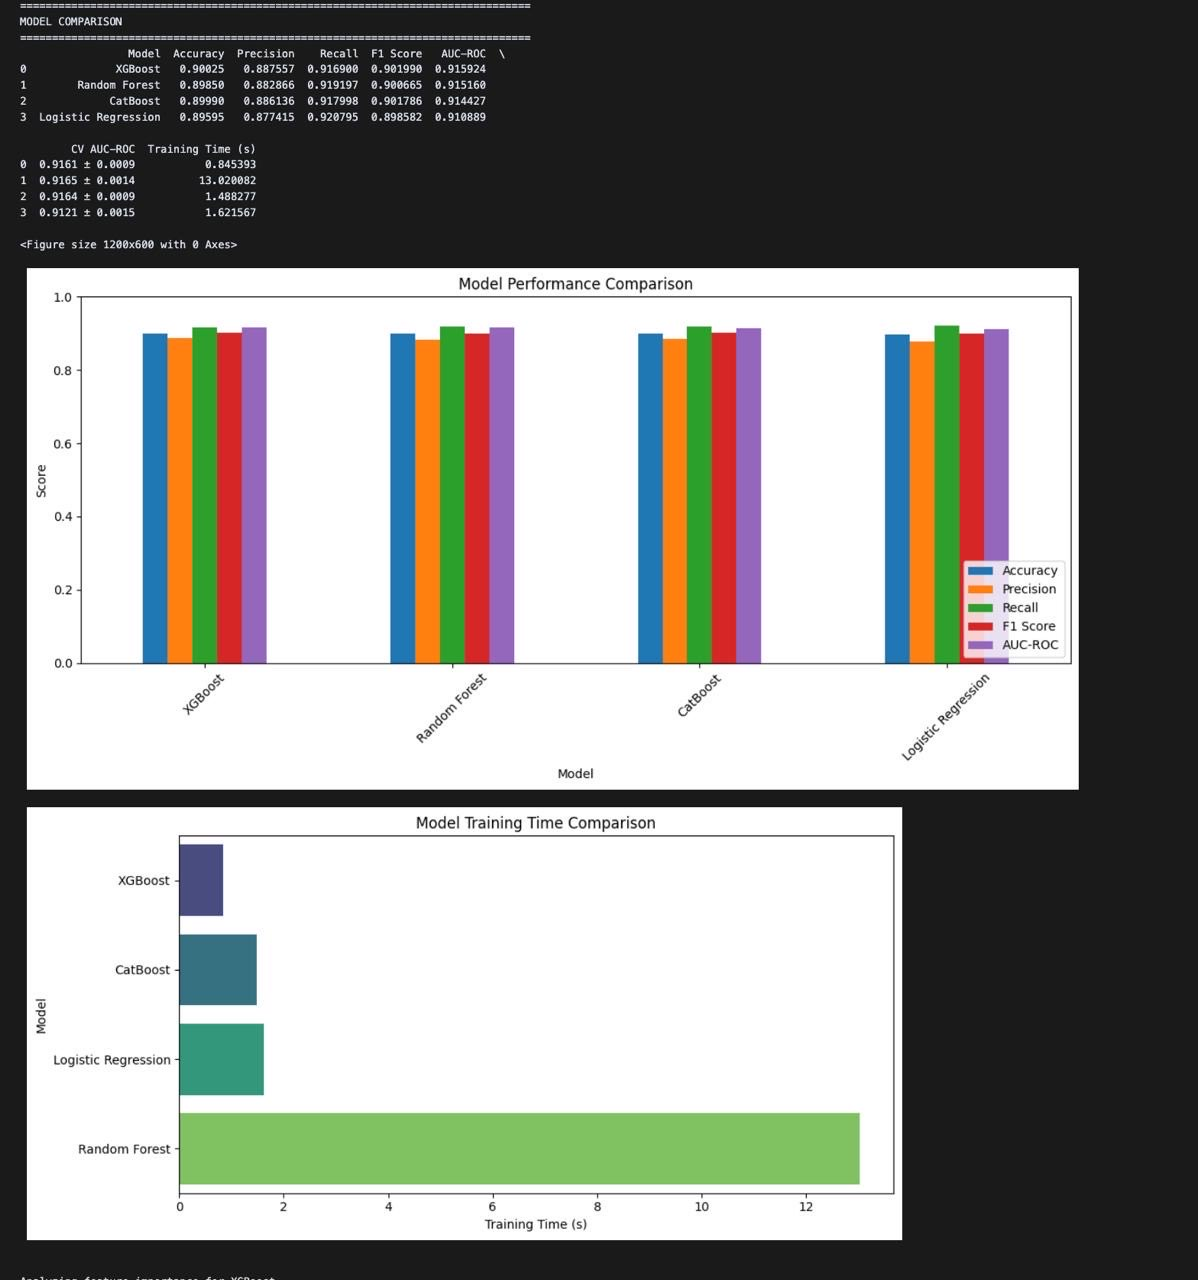 ================================================================================
MODEL COMPARISON
================================================================================
Model Accuracy Precision Recall F1 Score AUC-ROC \
0 XGBoost 0.90025 0.887557 0.916900 0.901990 0.915924
1 Random Forest 0.89850 0.882866 0.919197 0.900665 0.915160
2 CatBoost 0.89990 0.886136 0.917998 0.901786 0.914427
3 Logistic Regression 0.89595 0.877415 0.920795 0.898582 0.910889
CV AUC-ROC Training Time (s)
0 0.9161 ± 0.0009 0.845393
1 0.9165 ± 0.0014 13.020082
2 0.9164 ± 0.0009 1.488277
3 0.9121 ± 0.0015 1.621567
<Figure size 1200x600 with 0 Axes>
Model Performance Comparison
1.0
0.8
0.6
0.4
0.2
0.0
Score
Accuracy
Precision
Recall
F1 Score
AUC-ROC
XGBoost
Random Forest
CatBoost
Logistic Regression
Model
Model Training Time Comparison
XGBoost
CatBoost
Logistic Regression
Random Forest
Model
0 2 4 6 8 10 12
Training Time (s)
Analyzing feature importance for XGBoost